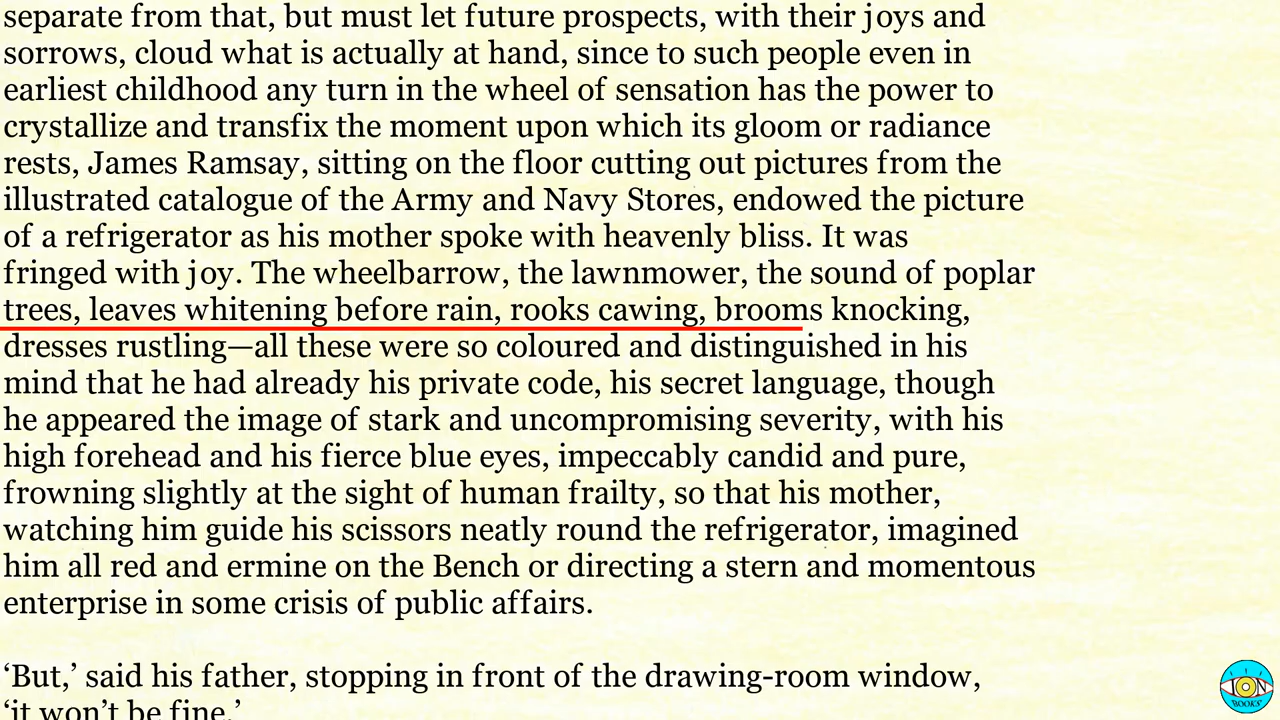 separate from that, but must let future prospects, with their joys and
sorrows, cloud what is actually at hand, since to such people even in
earliest childhood any turn in the wheel of sensation has the power to
crystallize and transfix the moment upon which its gloom or radiance
rests, James Ramsay, sitting on the floor cutting out pictures from the
illustrated catalogue of the Army and Navy Stores, endowed the picture
of a refrigerator as his mother spoke with heavenly bliss. It was
fringed with joy. The wheelbarrow, the lawnmower, the sound of poplar
trees, leaves whitening before rain, rooks cawing, brooms knocking,
dresses rustling—all these were so coloured and distinguished in his
mind that he had already his private code, his secret language, though
he appeared the image of stark and uncompromising severity, with his
high forehead and his fierce blue eyes, impeccably candid and pure,
frowning slightly at the sight of human frailty, so that his mother,
watching him guide his scissors neatly round the refrigerator, imagined
him all red and ermine on the Bench or directing a stern and momentous
enterprise in some crisis of public affairs.
‘But,’ said his father, stopping in front of the drawing-room window,
‘it won’t be fine.’
ION
BOOKS